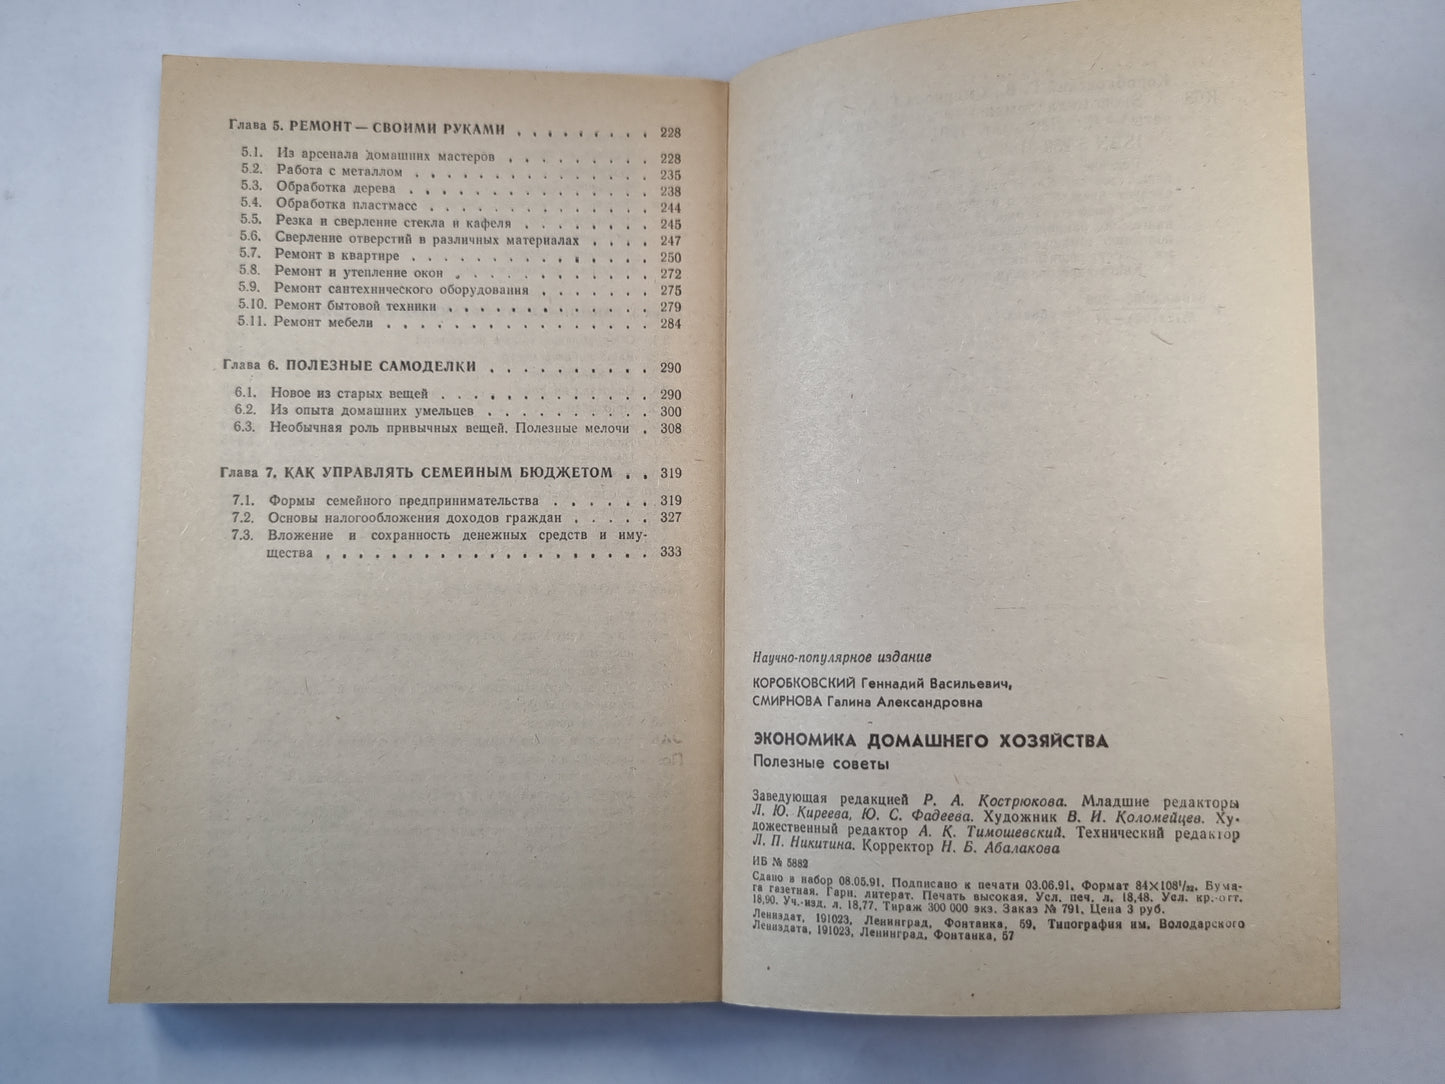 Глава 5. РЕМОНТ — СВОИМИ РУКАМИ . . . . . . . . . 228
5.1. Из арсенала домашних мастеров . . . . . . . . . 228
5.2. Работа с металлом . . . . . . . . . . . . . . . 235
5.3. Обработка дерева . . . . . . . . . . . . . . . 238
5.4. Обработка пластмасс . . . . . . . . . . . . . . 244
5.5. Резка и сверление стекла и кафеля . . . . . . . . 245
5.6. Сверление отверстий в различных материалах . . . . 247
5.7. Ремонт в квартире . . . . . . . . . . . . . . . 250
5.8. Ремонт и утепление окон . . . . . . . . . . . . 272
5.9. Ремонт сантехнического оборудования . . . . . . . 275
5.10. Ремонт бытовой техники . . . . . . . . . . . . 279
5.11. Ремонт мебели . . . . . . . . . . . . . . . . 284
Глава 6. ПОЛЕЗНЫЕ САМОДЕЛКИ . . . . . . . . . . 290
6.1. Новое из старых вещей . . . . . . . . . . . . . 290
6.2. Из опыта домашних умельцев . . . . . . . . . . 300
6.3. Необычная роль привычных вещей. Полезные мелочи . 308
Глава 7. КАК УПРАВЛЯТЬ СЕМЕЙНЫМ БЮДЖЕТОМ . . 319
7.1. Формы семейного предпринимательства . . . . . . 319
7.2. Основы налогообложения доходов граждан . . . . . 327
7.3. Вложение и сохранность денежных средств и иму-
щества . . . . . . . . . . . . . . . . . . . . 333
Научно-популярное издание
КОРОБКОВСКИЙ Геннадий Васильевич,
СМИРНОВА Галина Александровна
ЭКОНОМИКА ДОМАШНЕГО ХОЗЯЙСТВА
Полезные советы
Заведующая редакцией Р. А. Кострюкова. Младшие редакторы
Л. Ю. Киреева, Ю. С. Фадеева. Художник В. И. Коломейцев. Ху-
дожественный редактор А. К. Тимошевский. Технический редактор
Л. П. Никитина. Корректор Н. Б. Абалакова
ИБ № 5882
Сдано в набор 08.05.91. Подписано к печати 03.06.91. Формат 84×108¹/₃₂. Бума-
га газетная. Гарн. литерат. Печать высокая. Усл. печ. л. 18,48. Усл. кр.-отт.
18,90. Уч.-изд. л. 18,77. Тираж 300 000 экз. Заказ № 791. Цена 3 руб.
Лениздат, 191023, Ленинград, Фонтанка, 59. Типография им. Володарского
Лениздата, 191023, Ленинград, Фонтанка, 57